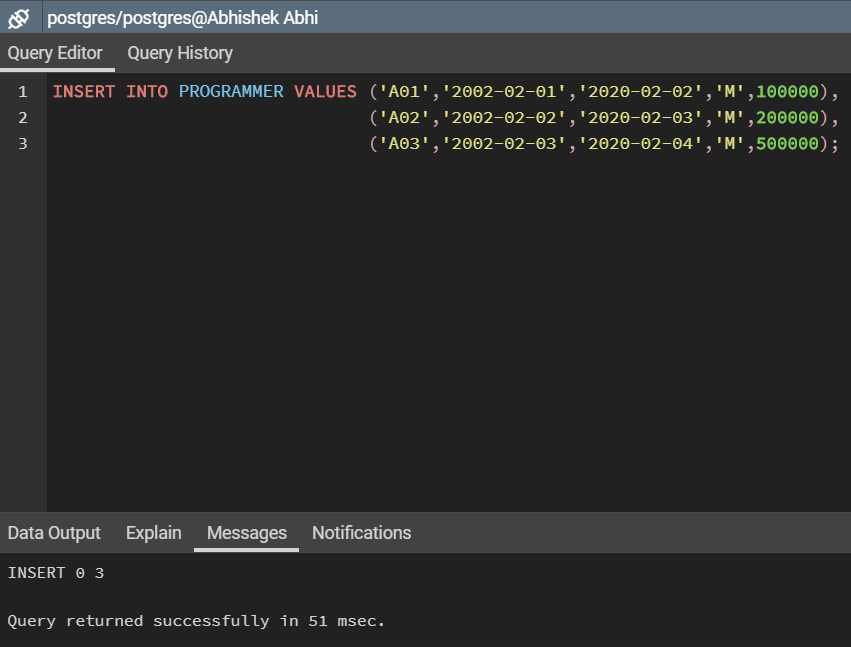 postgres/postgres@Abhishek Abhi
Query Editor Query History
1 INSERT INTO PROGRAMMER VALUES ('A01','2002-02-01','2020-02-02','M',100000),
2 ('A02','2002-02-02','2020-02-03','M',200000),
3 ('A03','2002-02-03','2020-02-04','M',500000);
Data Output Explain Messages Notifications
INSERT 0 3
Query returned successfully in 51 msec.